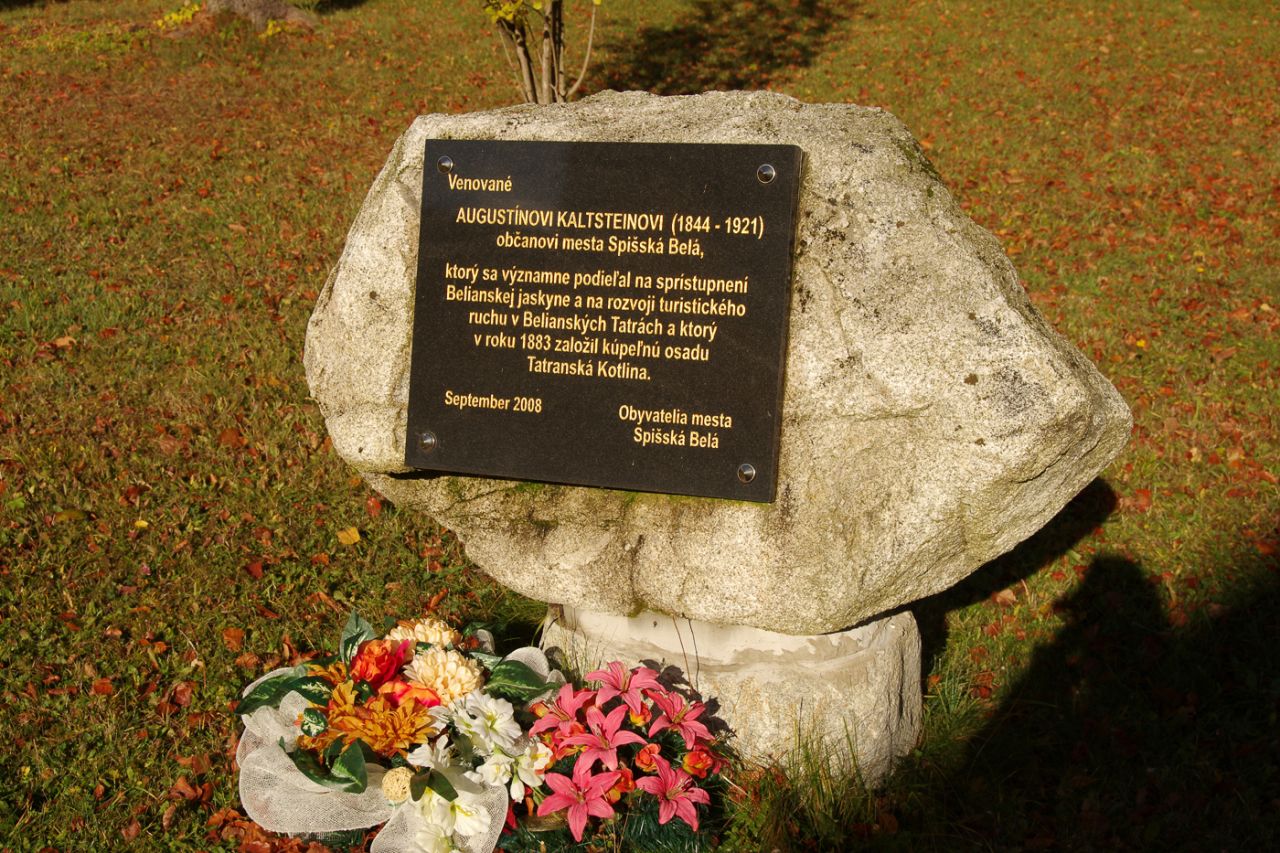 Venované
AUGUSTÍNOVI KALTSTEINOVI (1844 - 1921)
občanovi mesta Spišská Belá,
ktorý sa významne podieľal na sprístupnení
Belianskej jaskyne a na rozvoji turistického
ruchu v Belianských Tatrách a ktorý
v roku 1883 založil kúpeľnú osadu
Tatranská Kotlina.
September 2008
Obyvatelia mesta
Spišská Belá